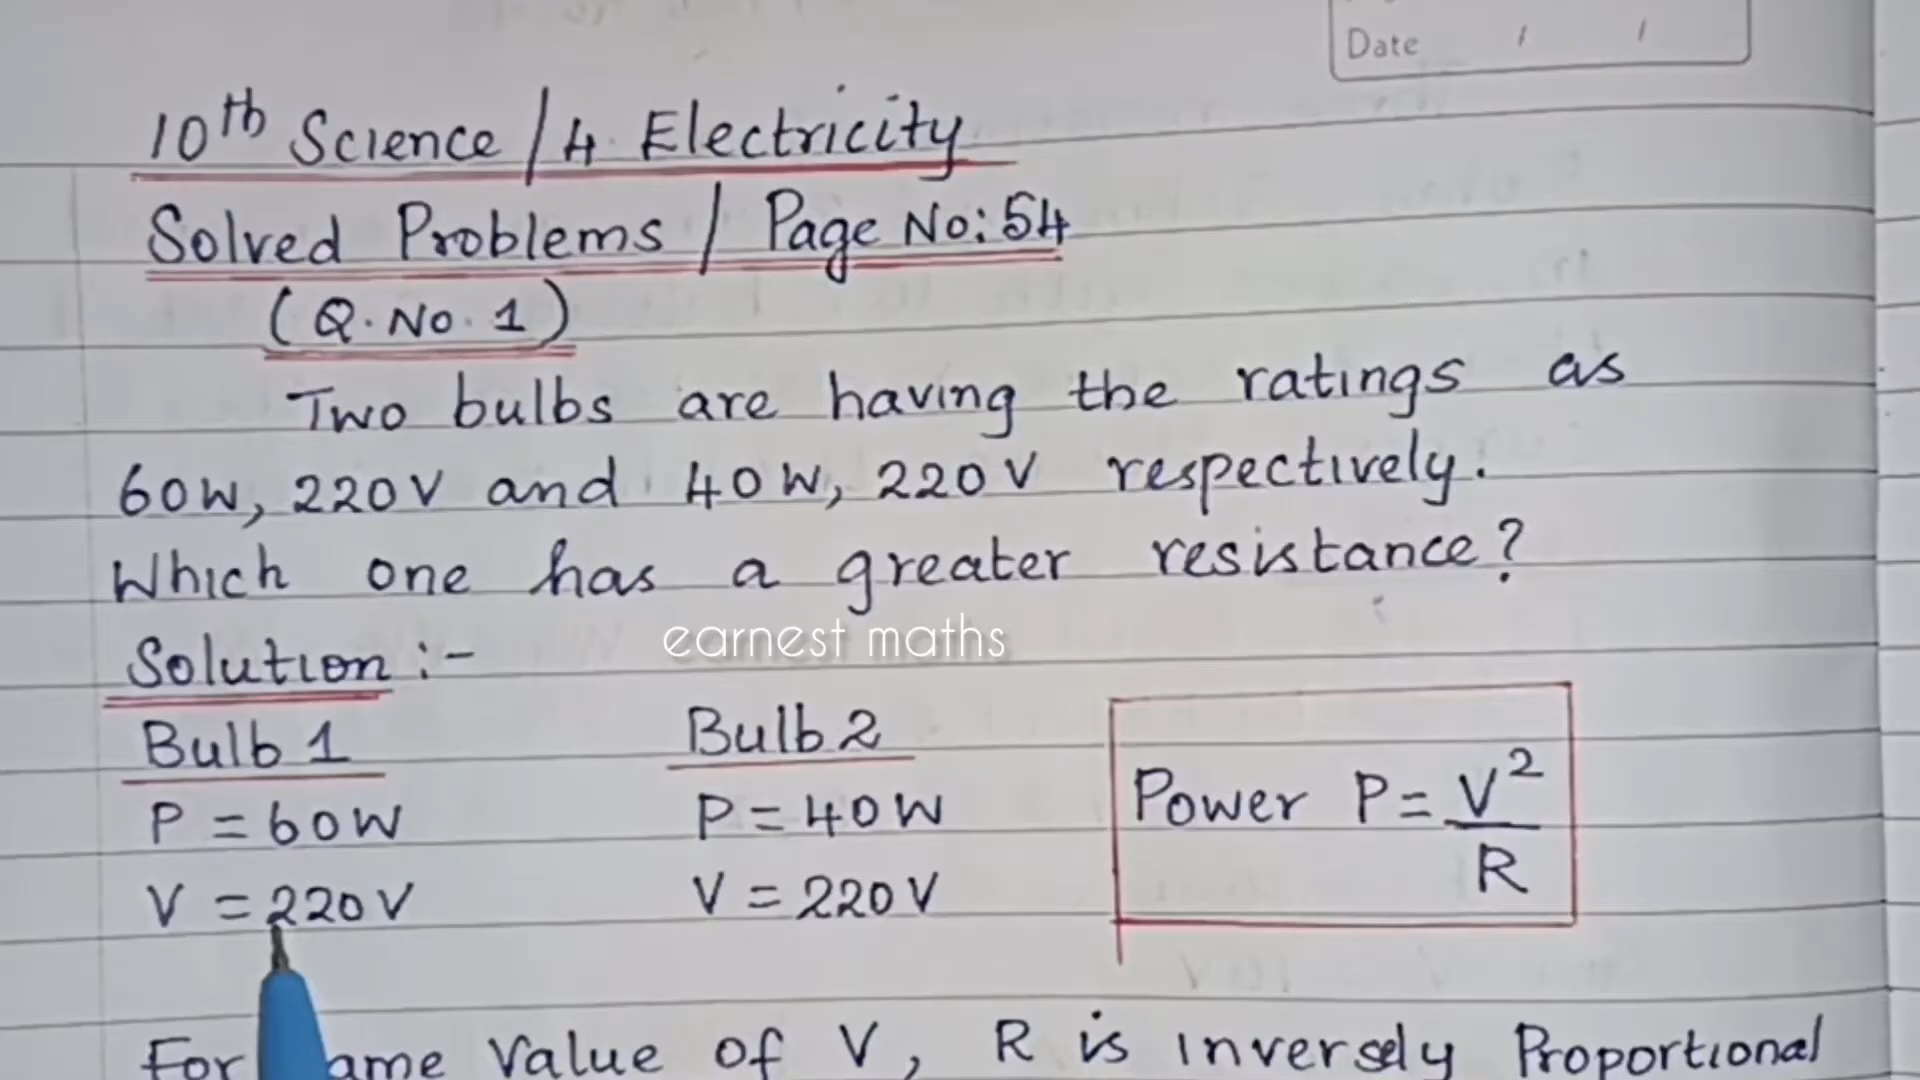 Date / /
10th Science / 4 Electricity
Solved Problems / Page No: 54
(Q. No. 1)
Two bulbs are having the ratings as
60W, 220V and 40W, 220V respectively.
Which one has a greater resistance?
earnest maths
Solution :-
Bulb 1
P = 60W
V = 220V
Bulb 2
P = 40W
V = 220V
Power P = V²
R
For ame Value of V, R is inversely Proportional